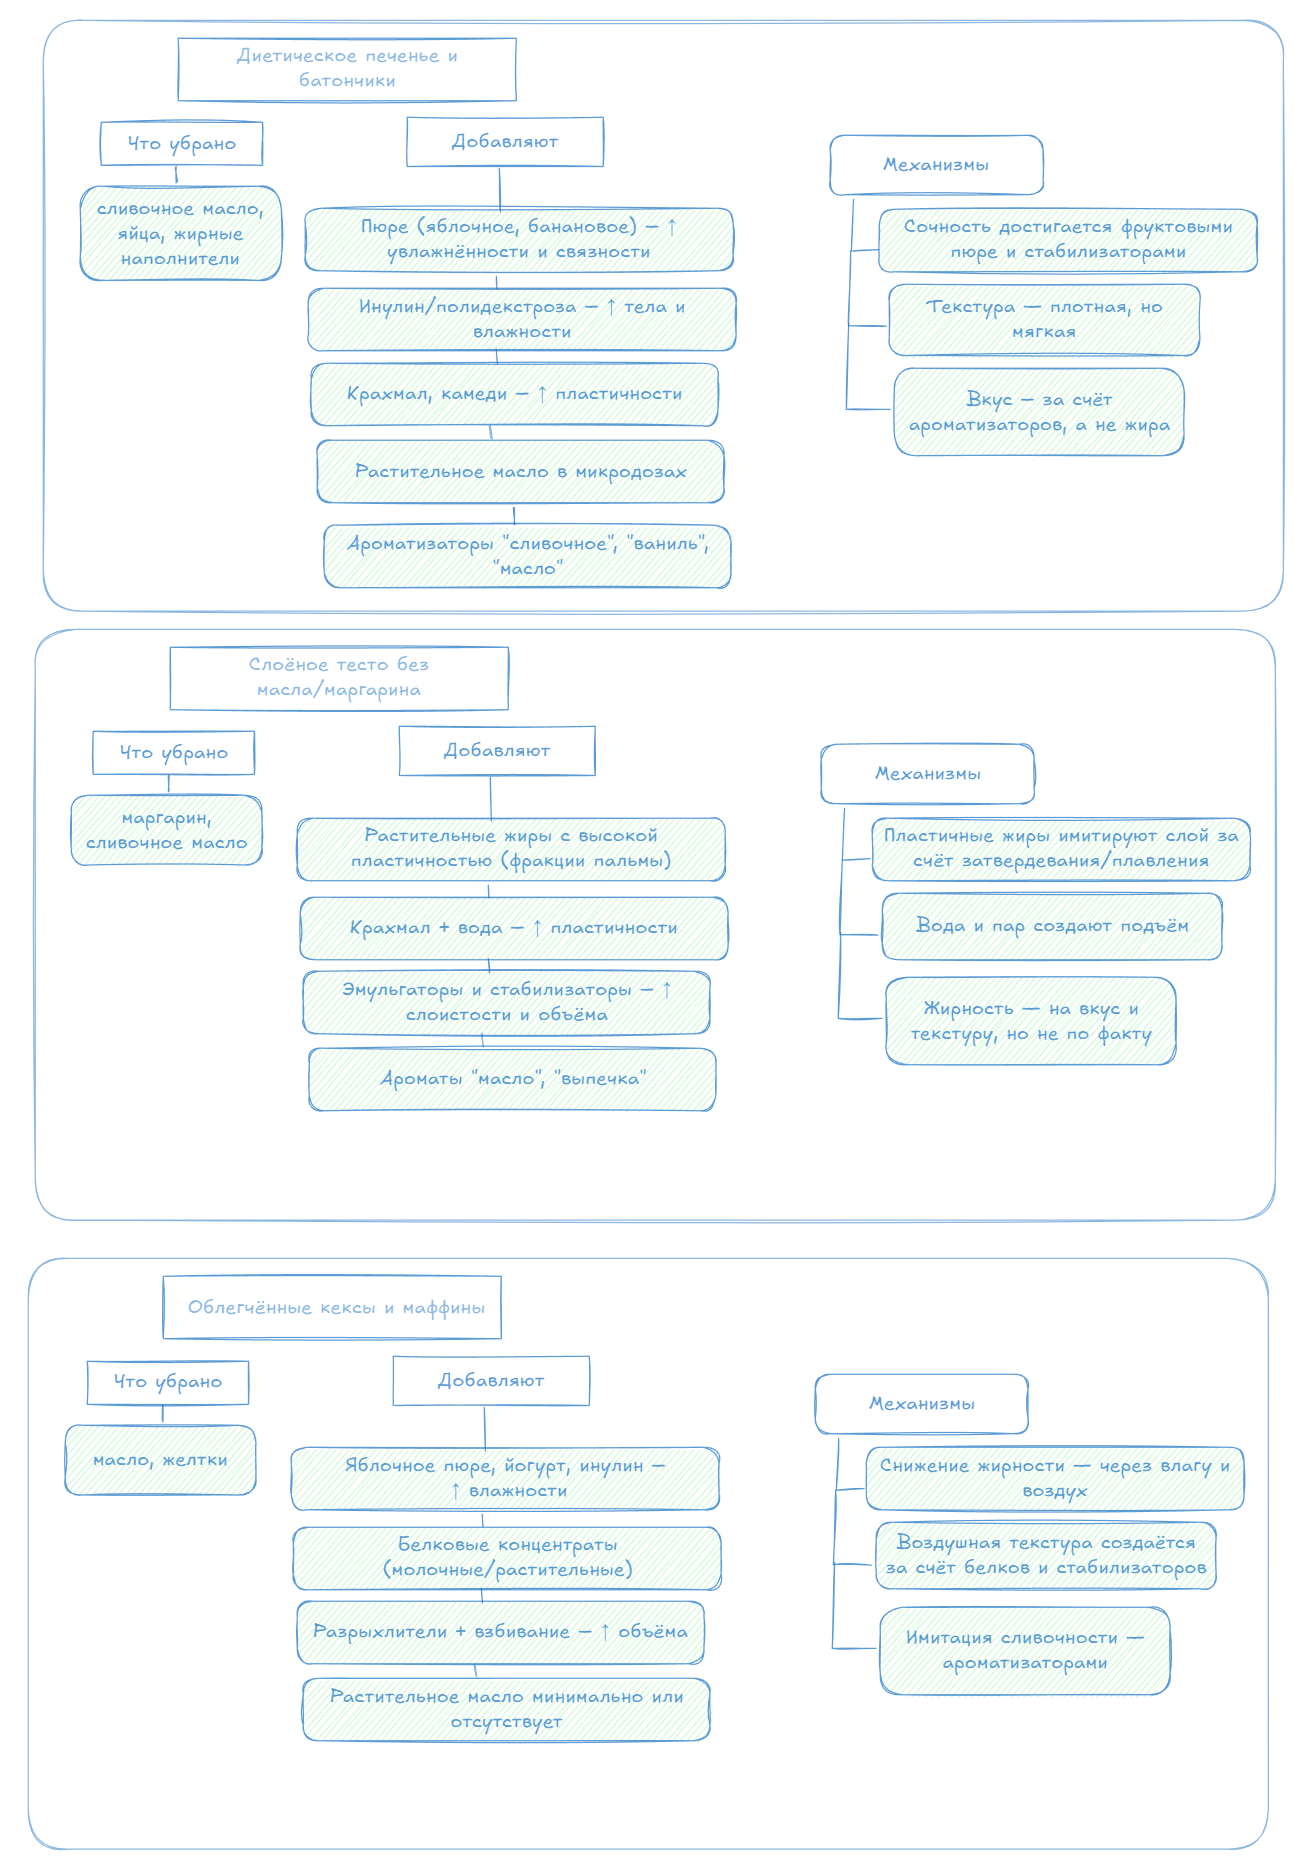 Диетическое печенье и
батончики
Что убрано
сливочное масло,
яйца, жирные
наполнители
Добавляют
Пюре (яблочное, банановое) — ↑
увлажнённости и связности
Инулин/полидекстроза — ↑ тела и
влажности
Крахмал, камеди — ↑ пластичности
Растительное масло в микродозах
Ароматизаторы "сливочное", "ваниль",
"масло"
Механизмы
Сочность достигается фруктовыми
пюре и стабилизаторами
Текстура — плотная, но
мягкая
Вкус — за счёт
ароматизаторов, а не жира
Слоёное тесто без
масла/маргарина
Что убрано
маргарин,
сливочное масло
Добавляют
Растительные жиры с высокой
пластичностью (фракции пальмы)
Крахмал + вода — ↑ пластичности
Эмульгаторы и стабилизаторы — ↑
слоистости и объёма
Ароматы "масло", "выпечка"
Механизмы
Пластичные жиры имитируют слой за
счёт затвердевания/плавления
Вода и пар создают подъём
Жирность — на вкус и
текстуру, но не по факту
Облегчённые кексы и маффины
Что убрано
масло, желтки
Добавляют
Яблочное пюре, йогурт, инулин —
↑ влажности
Белковые концентраты
(молочные/растительные)
Разрыхлители + взбивание — ↑ объёма
Растительное масло минимально или
отсутствует
Механизмы
Снижение жирности — через влагу и
воздух
Воздушная текстура создаётся
за счёт белков и стабилизаторов
Имитация сливочности —
ароматизаторами